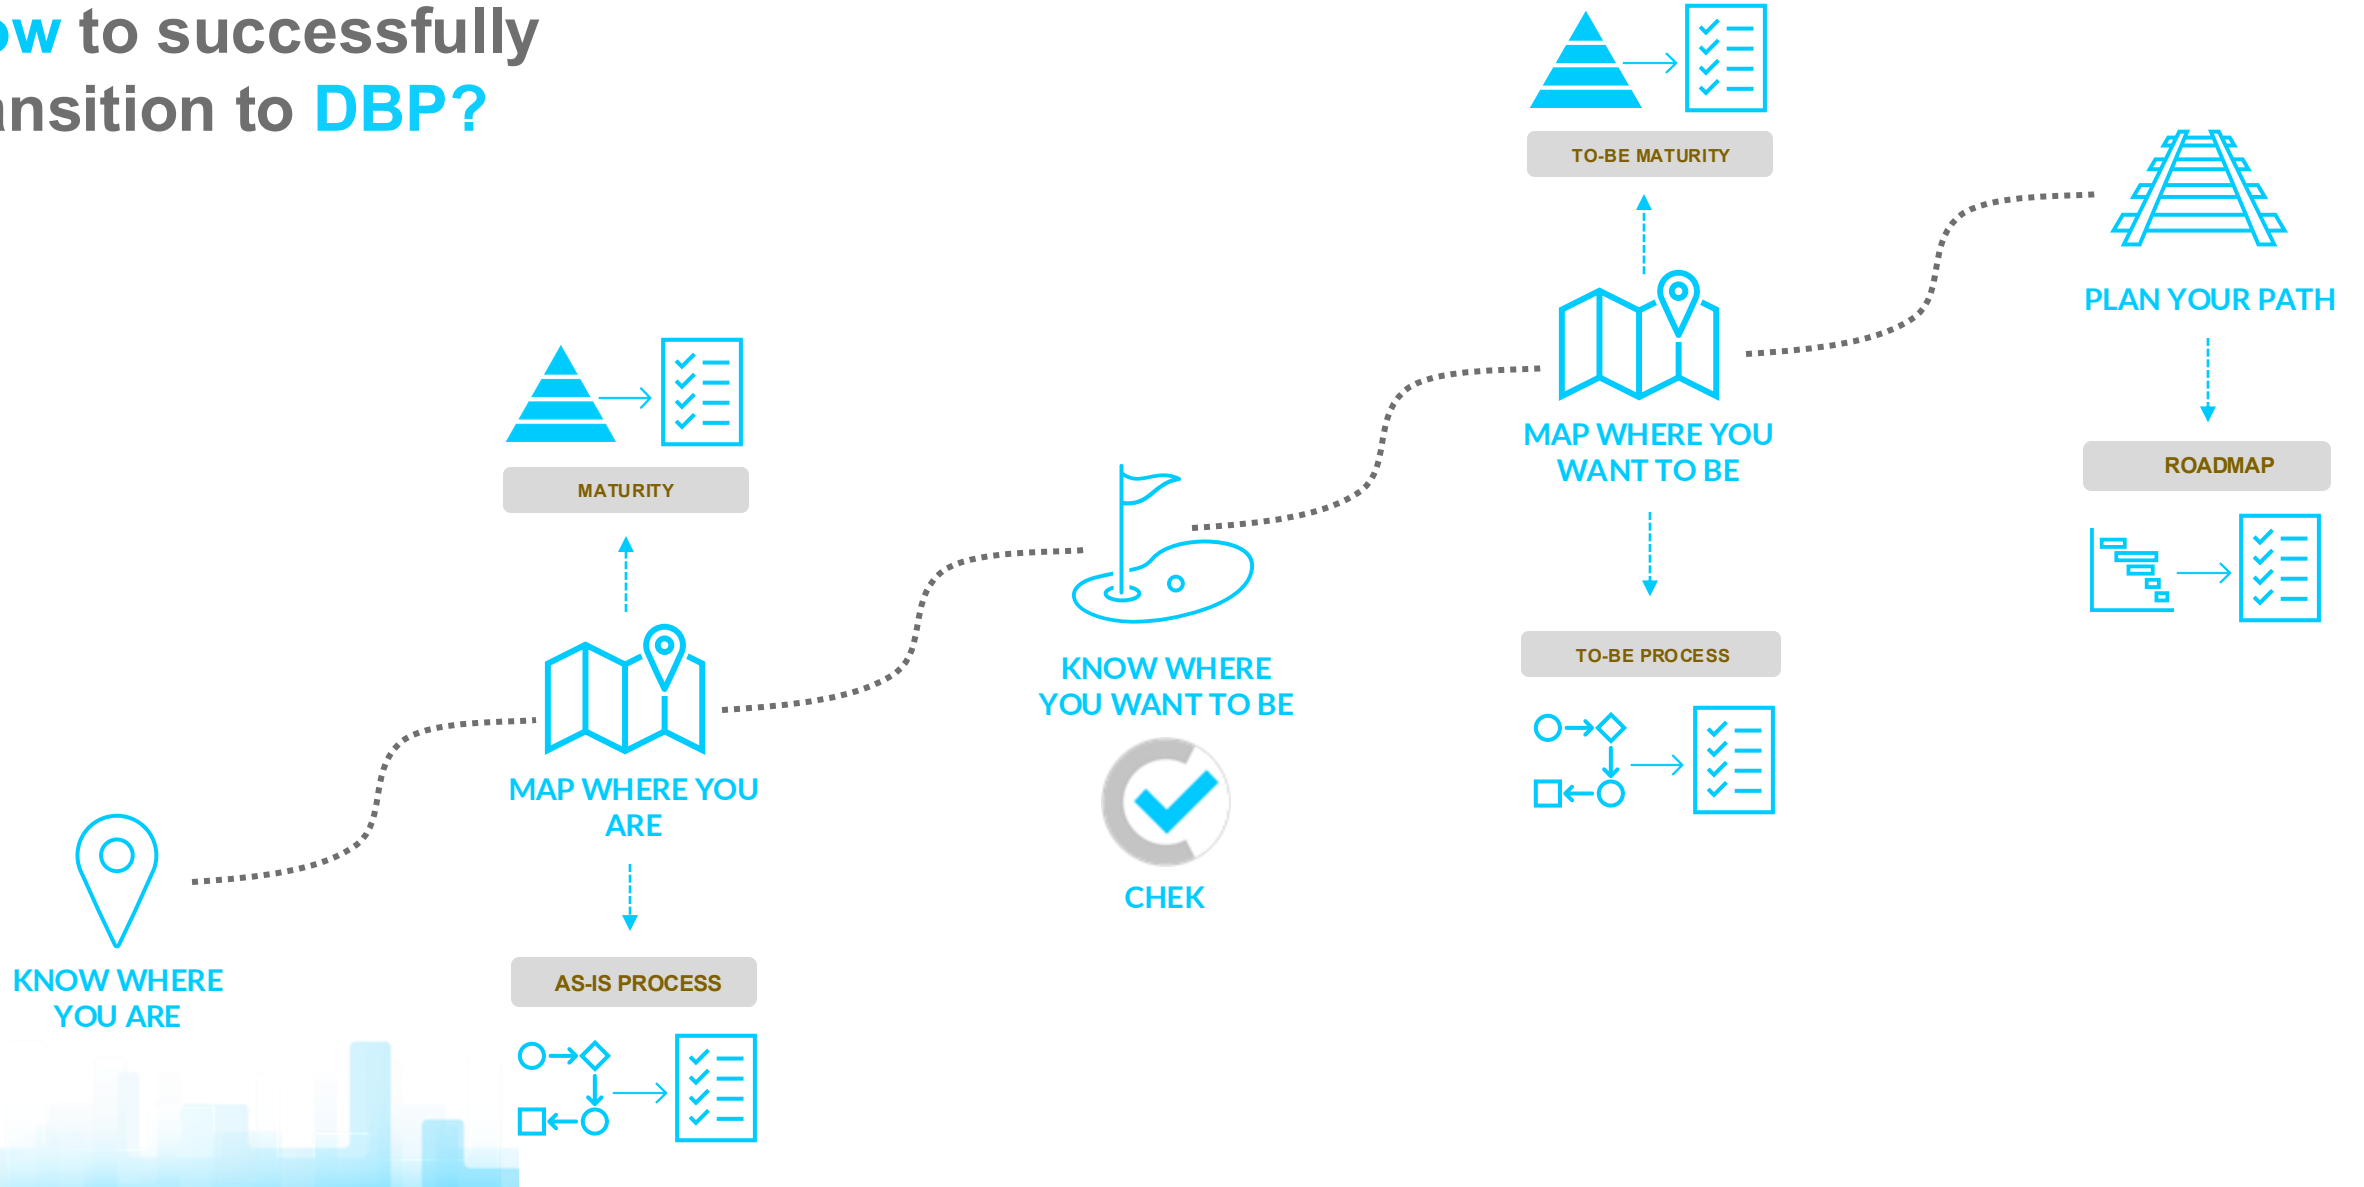 ow to successfully
ansition to DBP?
TO-BE MATURITY
PLAN YOUR PATH
MAP WHERE YOU
WANT TO BE
ROADMAP
MATURITY
KNOW WHERE
YOU WANT TO BE
TO-BE PROCESS
MAP WHERE YOU
ARE
CHEK
KNOW WHERE
YOU ARE
AS-IS PROCESS